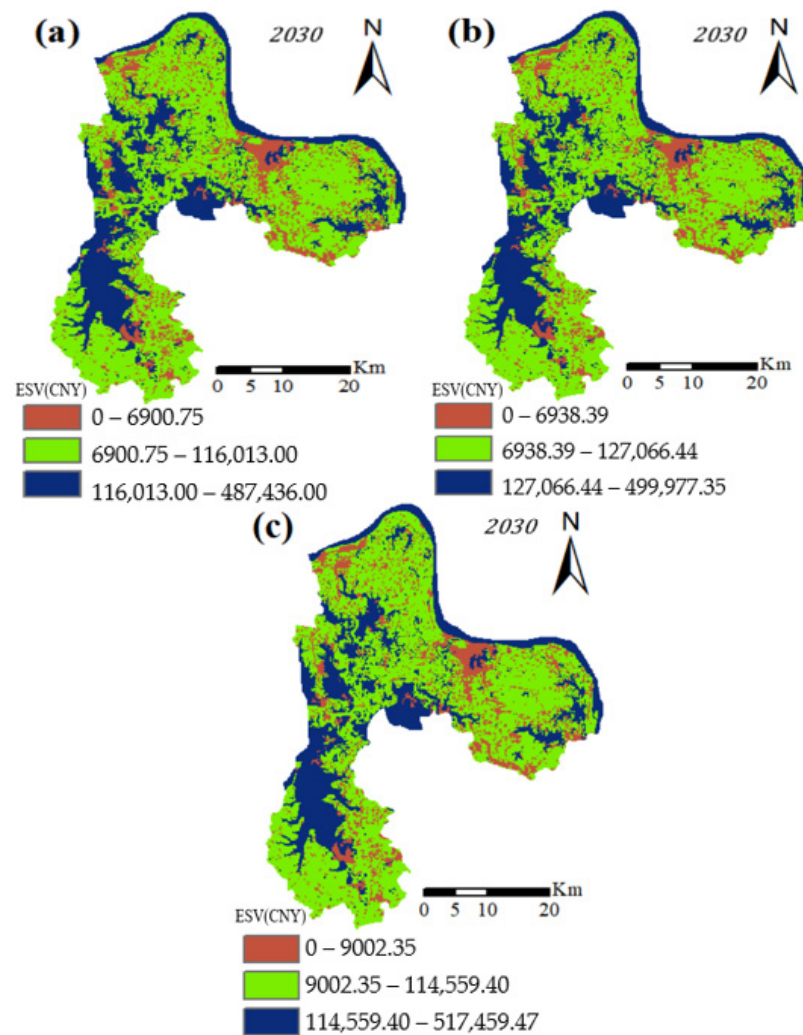 (a)
2030
N
Km
0 5 10 20
ESV(CNY)
0 – 6900.75
6900.75 – 116,013.00
116,013.00 – 487,436.00
(b)
2030
N
Km
0 5 10 20
ESV(CNY)
0 – 6938.39
6938.39 – 127,066.44
127,066.44 – 499,977.35
(c)
2030
N
Km
0 5 10 20
ESV(CNY)
0 – 9002.35
9002.35 – 114,559.40
114,559.40 – 517,459.47